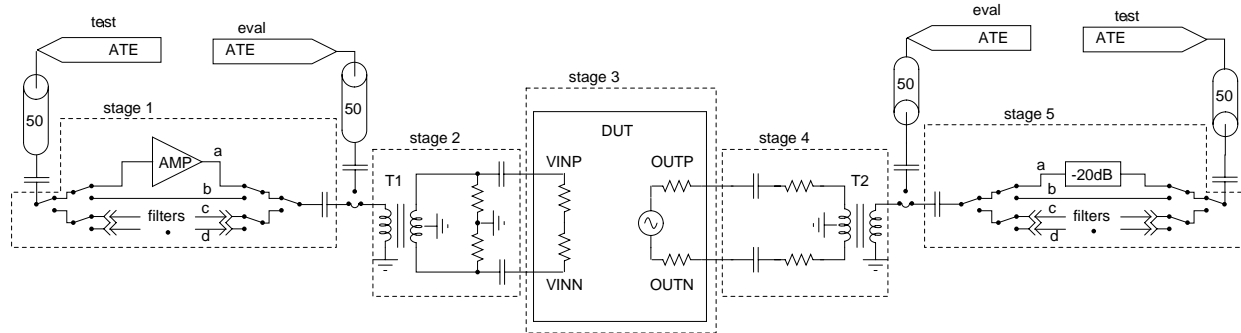 test
eval
eval
test
ATE
ATE
ATE
ATE
stage 3
50
stage 1
50
50
stage 5
50
DUT
stage 2
stage 4
a
AMP
VINP
OUTP
a
-20dB
T1
T2
b
b
c
filters
c
filters
d
d
VINN
OUTN